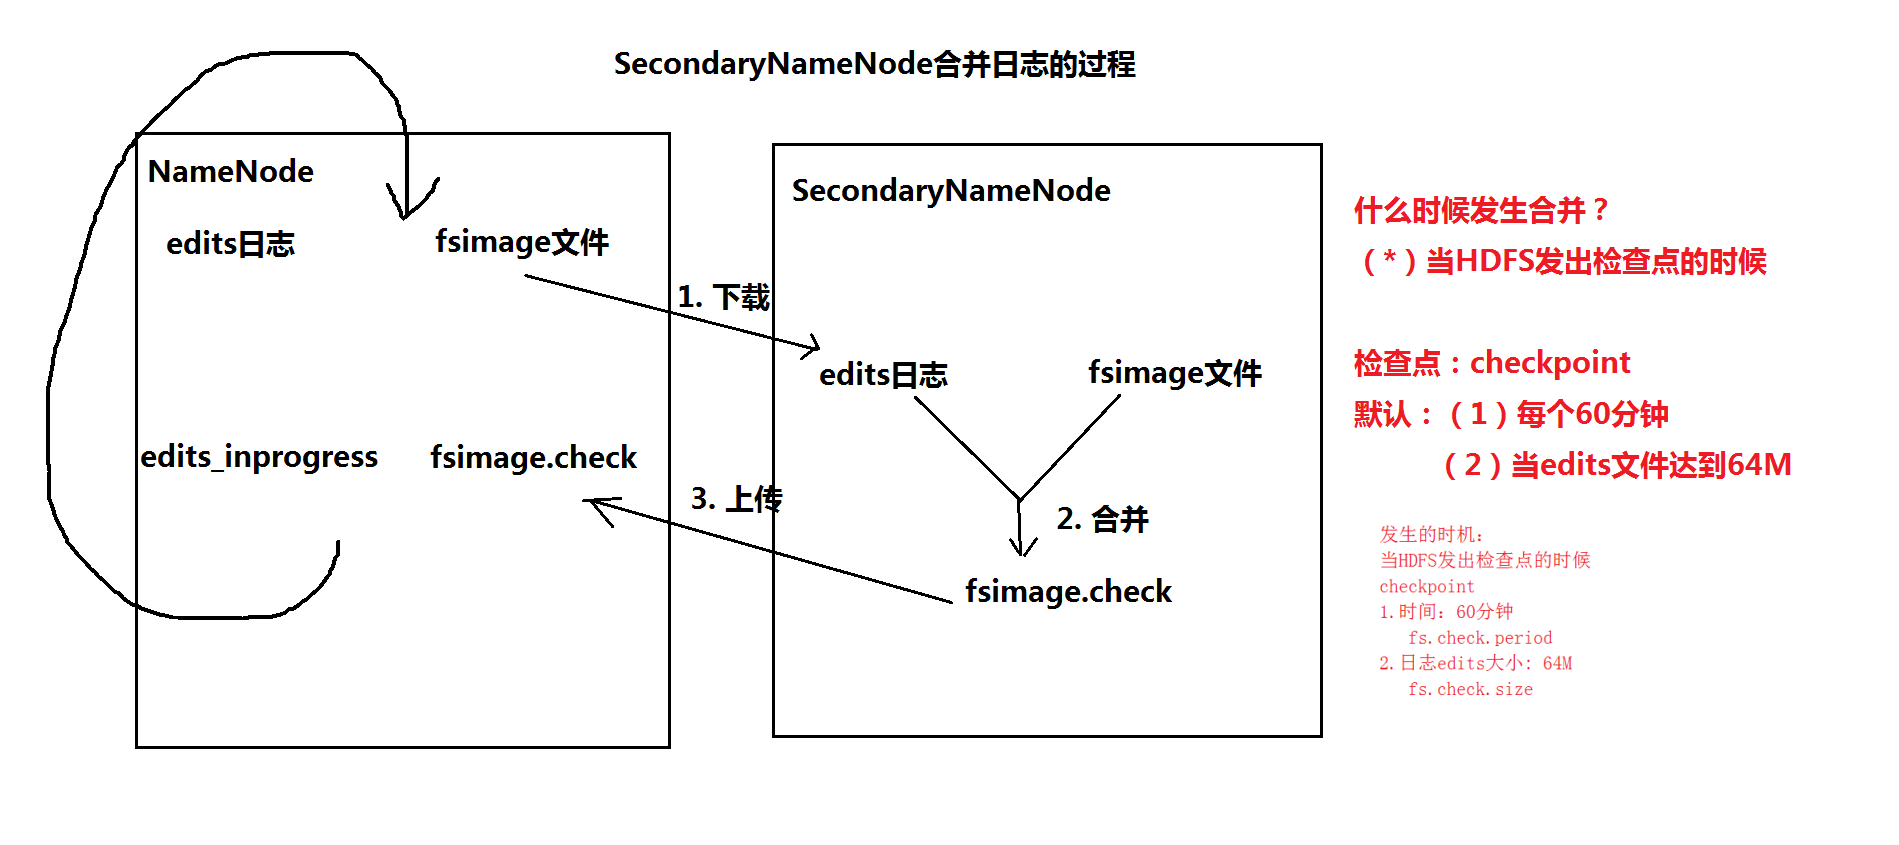 SecondaryNameNode合并日志的过程
NameNode
edits日志
fsimage文件
edits_inprogress
fsimage.check
1. 下载
3. 上传
SecondaryNameNode
edits日志
fsimage文件
2. 合并
fsimage.check
什么时候发生合并？
（*）当HDFS发出检查点的时候
检查点：checkpoint
默认：（1）每个60分钟
（2）当edits文件达到64M
发生的时机：
当HDFS发出检查点的时候
checkpoint
1.时间：60分钟
fs.check.period
2.日志edits大小: 64M
fs.check.size